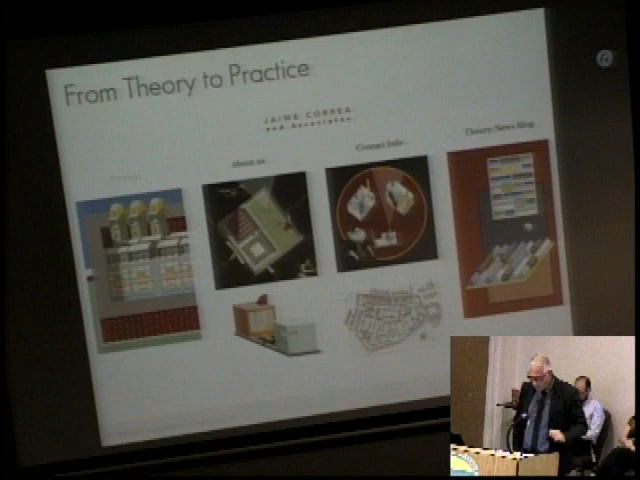 From Theory to Practice
JAIME CORREA
and Associates
About us
Contact Info
Theory News Blog